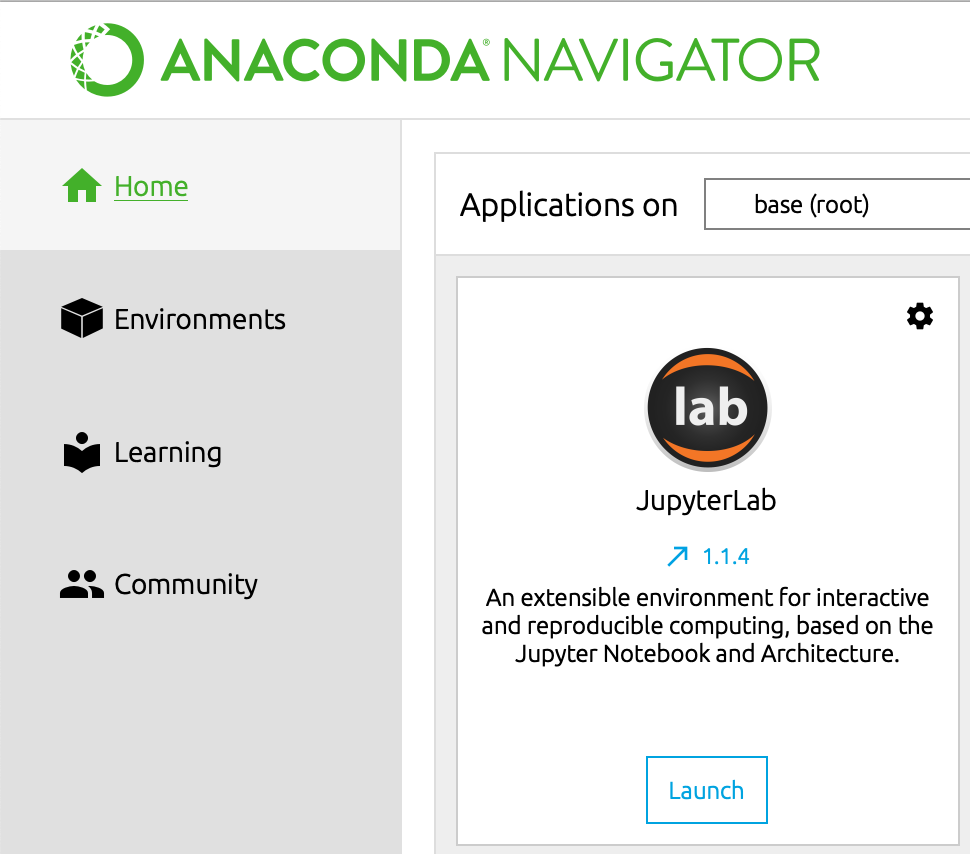 ANACONDA® NAVIGATOR
Home
Environments
Learning
Community
Applications on
base (root)
lab
JupyterLab
1.1.4
An extensible environment for interactive
and reproducible computing, based on the
Jupyter Notebook and Architecture.
Launch